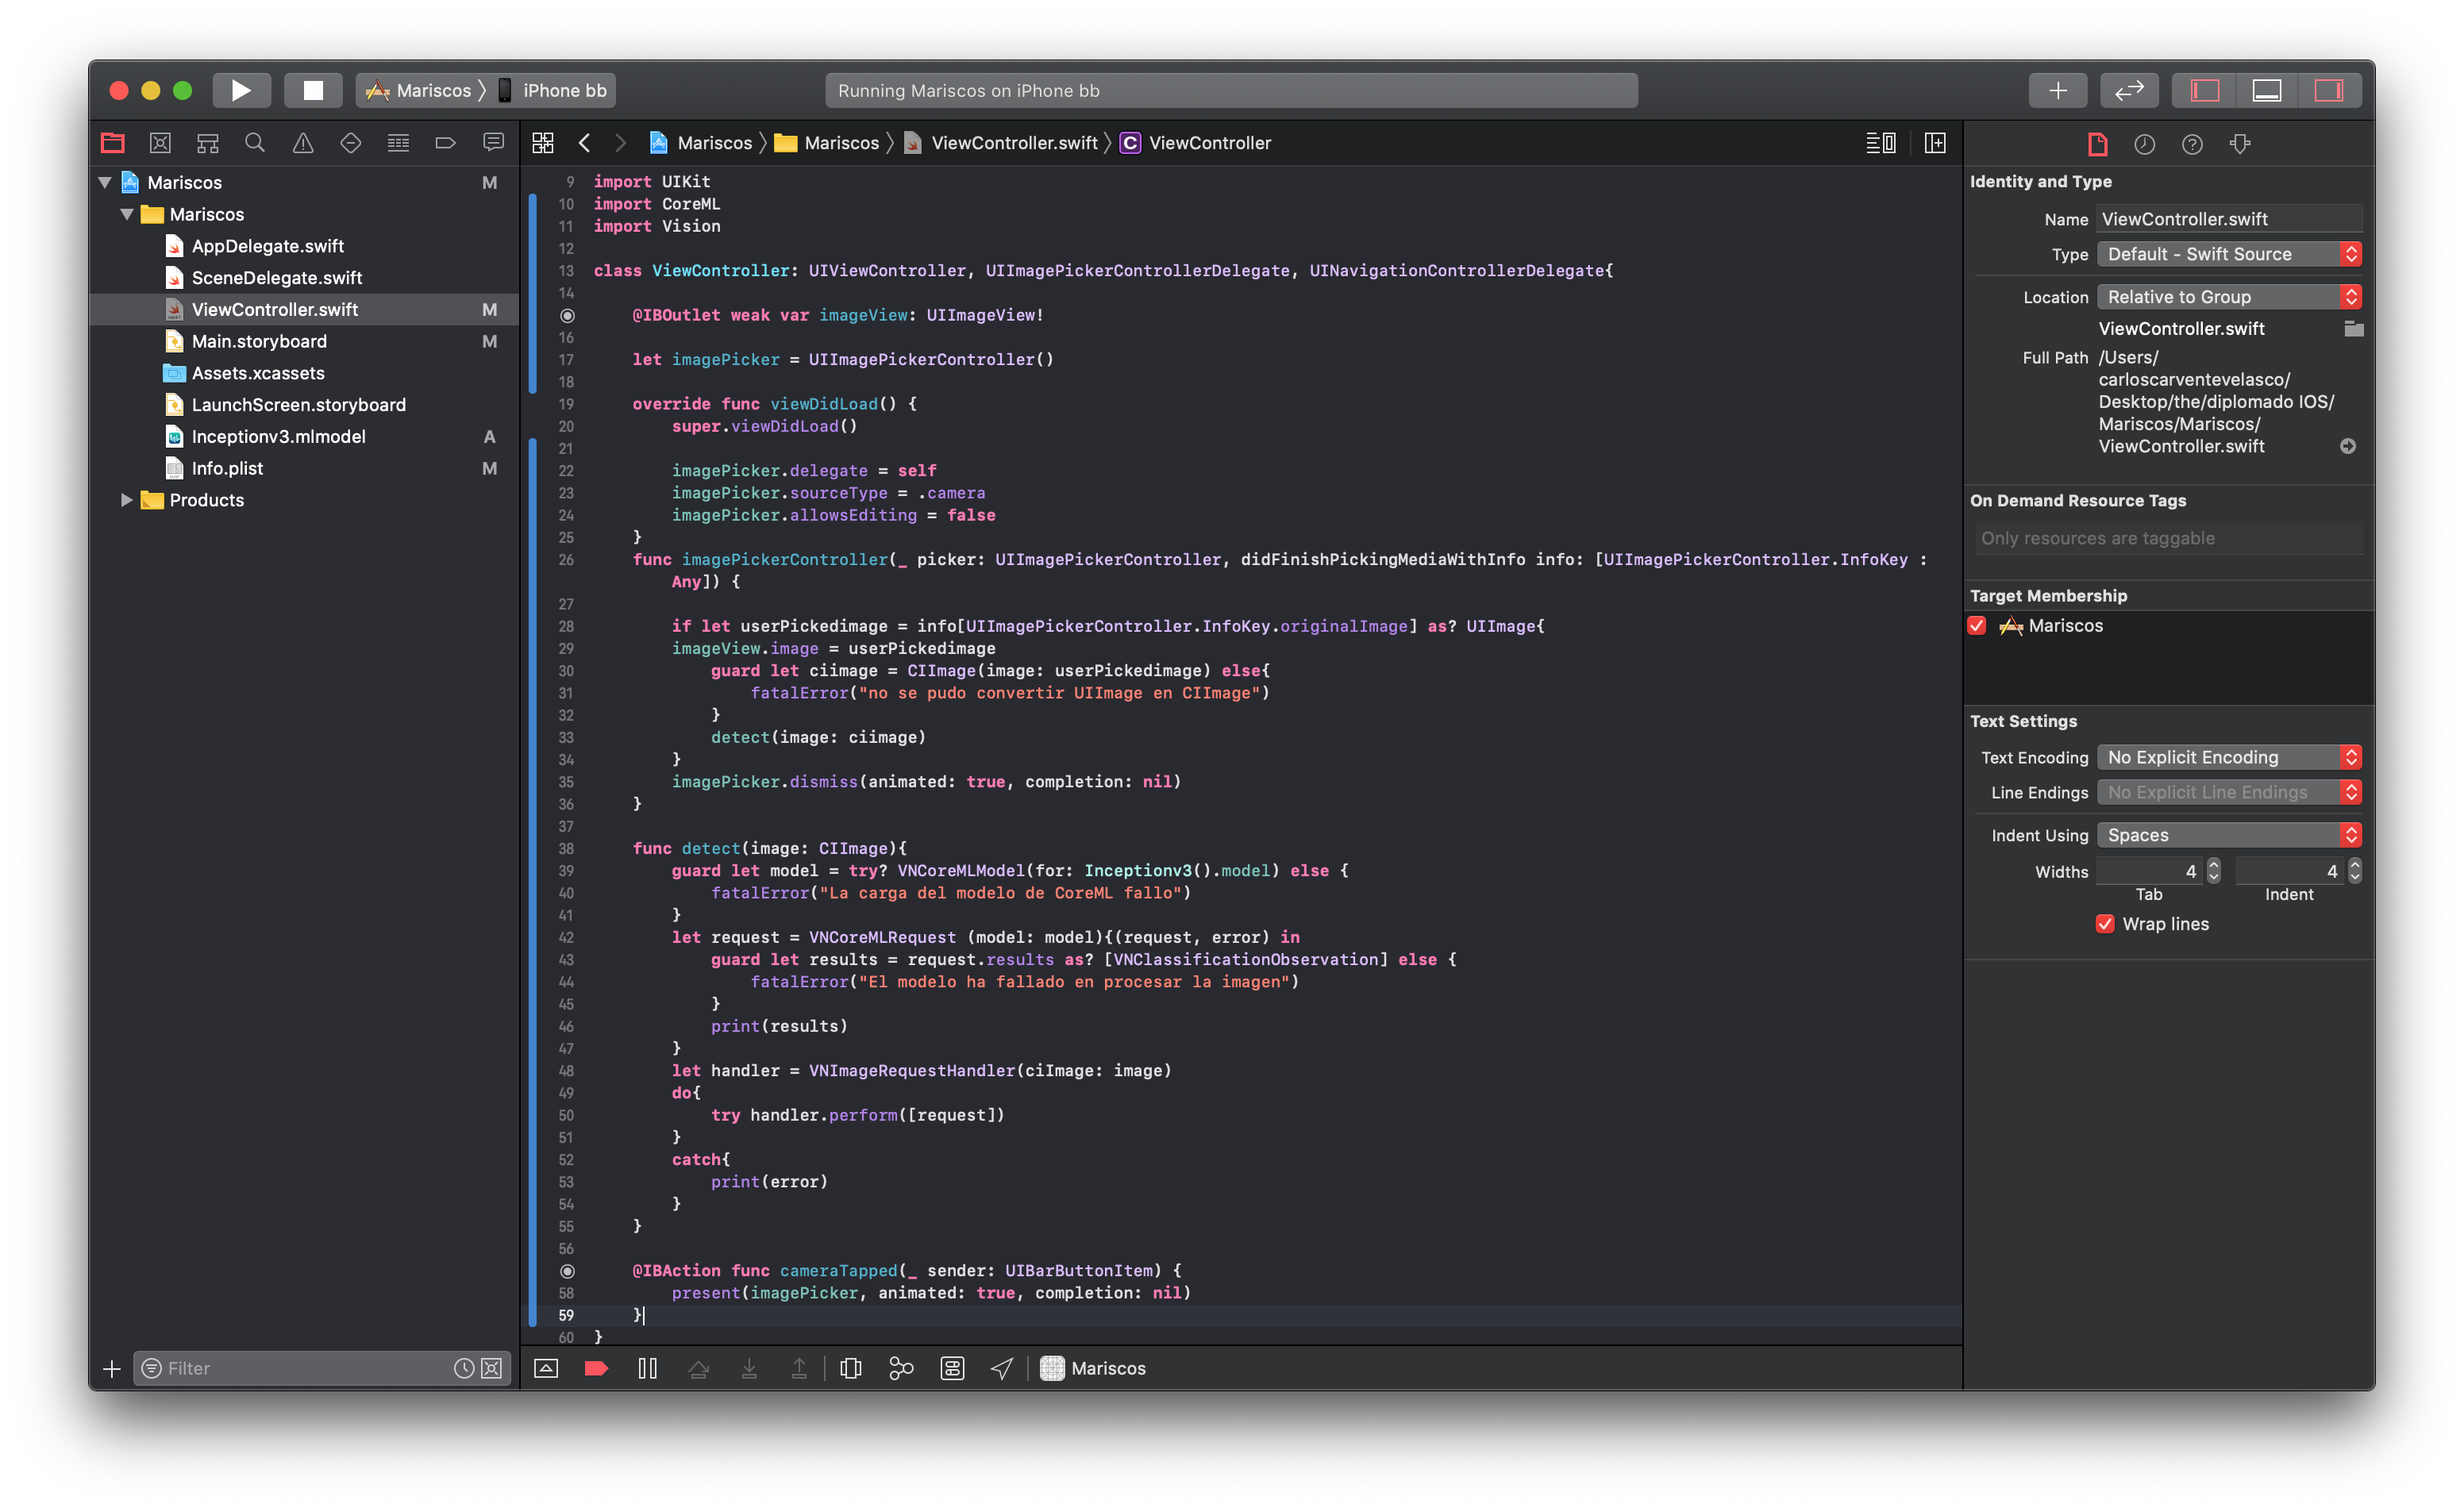 Mariscos 〉 iPhone bb
Running Mariscos on iPhone bb
Mariscos 〉 Mariscos 〉 ViewController.swift 〉 C ViewController
Mariscos M
Mariscos
AppDelegate.swift
SceneDelegate.swift
ViewController.swift M
Main.storyboard M
Assets.xcassets
LaunchScreen.storyboard
Inceptionv3.mlmodel A
Info.plist M
Products
Filter
9 import UIKit
10 import CoreML
11 import Vision
12
13 class ViewController: UIViewController, UIImagePickerControllerDelegate, UINavigationControllerDelegate{
14
@IBOutlet weak var imageView: UIImageView!
16
17 let imagePicker = UIImagePickerController()
18
19 override func viewDidLoad() {
20 super.viewDidLoad()
21
22 imagePicker.delegate = self
23 imagePicker.sourceType = .camera
24 imagePicker.allowsEditing = false
25 }
26 func imagePickerController(_ picker: UIImagePickerController, didFinishPickingMediaWithInfo info: [UIImagePickerController.InfoKey :
Any]) {
27
28 if let userPickedimage = info[UIImagePickerController.InfoKey.originalImage] as? UIImage{
29 imageView.image = userPickedimage
30 guard let ciimage = CIImage(image: userPickedimage) else{
31 fatalError("no se pudo convertir UIImage en CIImage")
32 }
33 detect(image: ciimage)
34 }
35 imagePicker.dismiss(animated: true, completion: nil)
36 }
37
38 func detect(image: CIImage){
39 guard let model = try? VNCoreMLModel(for: Inceptionv3().model) else {
40 fatalError("La carga del modelo de CoreML fallo")
41 }
42 let request = VNCoreMLRequest (model: model){(request, error) in
43 guard let results = request.results as? [VNClassificationObservation] else {
44 fatalError("El modelo ha fallado en procesar la imagen")
45 }
46 print(results)
47 }
48 let handler = VNImageRequestHandler(ciImage: image)
49 do{
50 try handler.perform([request])
51 }
52 catch{
53 print(error)
54 }
55 }
56
@IBAction func cameraTapped(_ sender: UIBarButtonItem) {
58 present(imagePicker, animated: true, completion: nil)
59 }
60 }
Mariscos
Identity and Type
Name ViewController.swift
Type Default - Swift Source
Location Relative to Group
ViewController.swift
Full Path /Users/
carloscarventevelasco/
Desktop/the/diplomado IOS/
Mariscos/Mariscos/
ViewController.swift
On Demand Resource Tags
Only resources are taggable
Target Membership
Mariscos
Text Settings
Text Encoding No Explicit Encoding
Line Endings No Explicit Line Endings
Indent Using Spaces
Widths 4 4
Tab Indent
Wrap lines